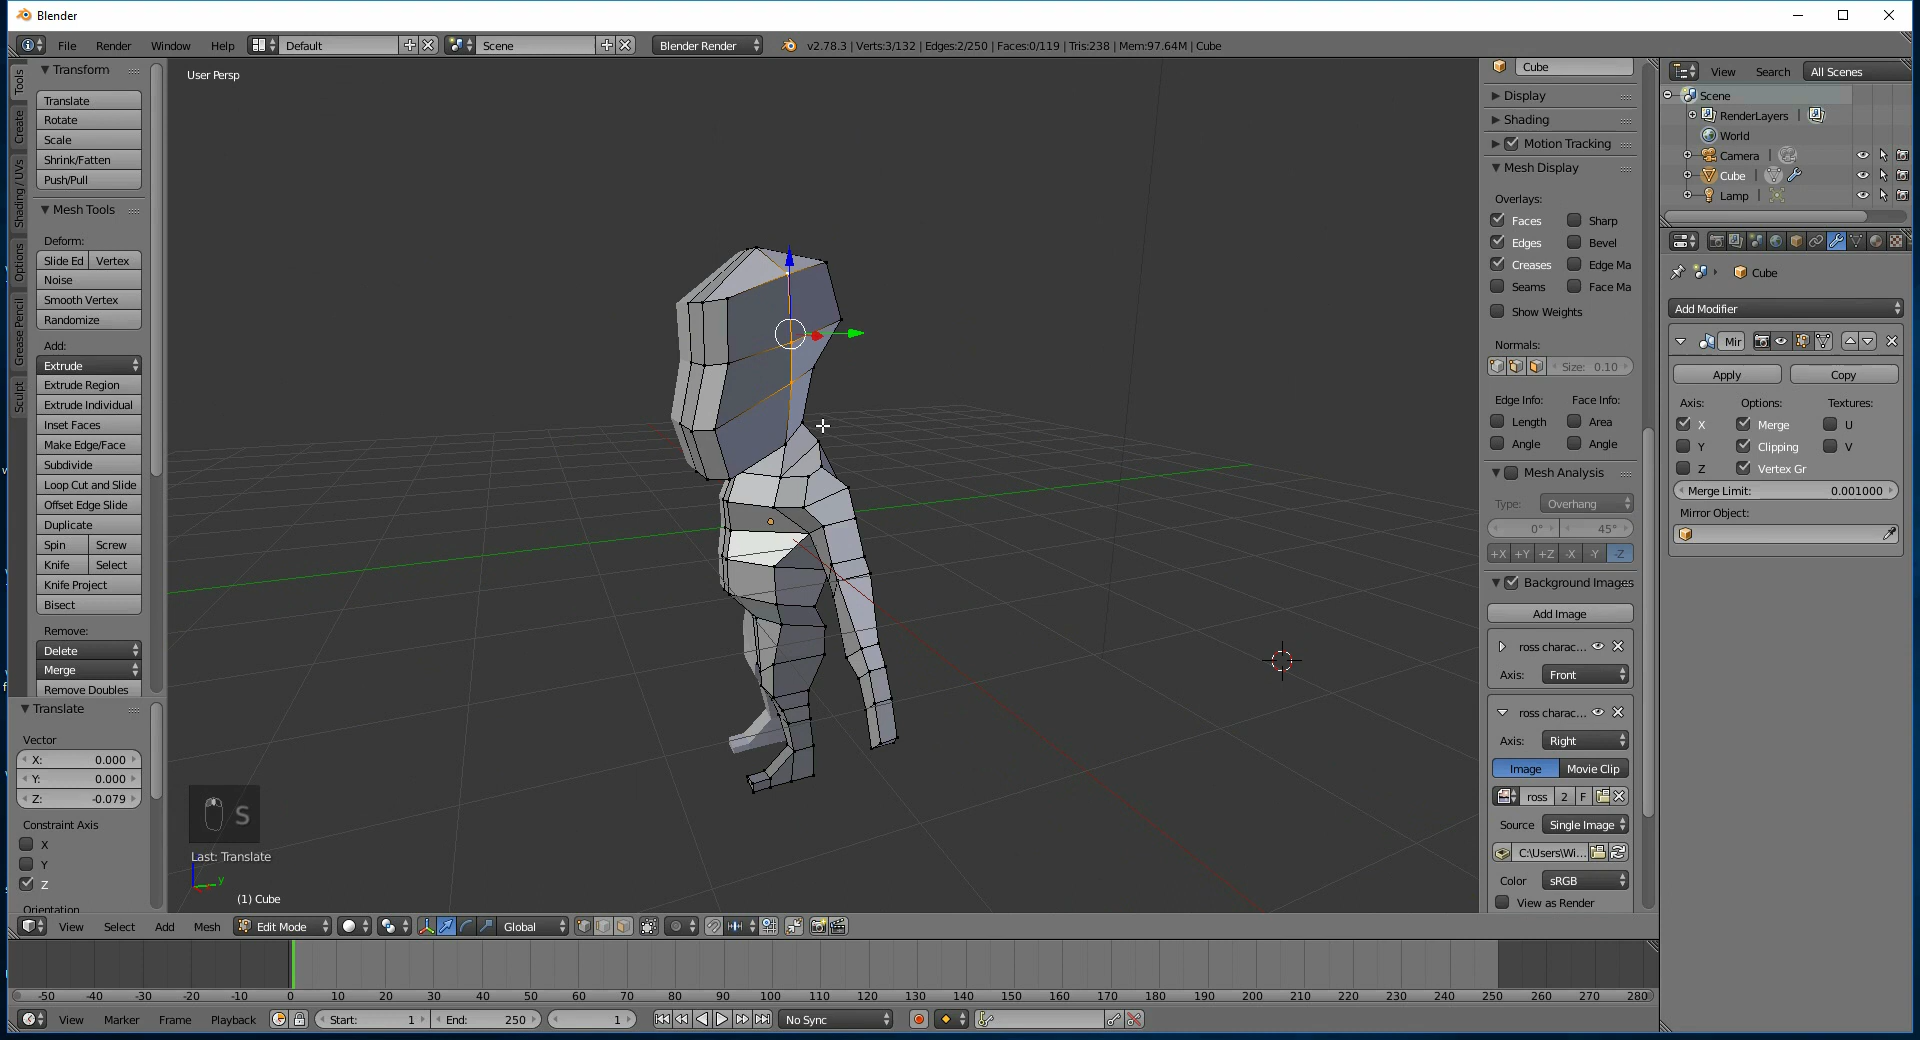 Blender
File Render Window Help Default Scene Blender Render v2.78.3 | Verts:3/132 | Edges:2/250 | Faces:0/119 | Tris:238 | Mem:97.64M | Cube
Tools
Create
Shading / UVs
Options
Grease Pencil
Sculpt
Transform
Translate
Rotate
Scale
Shrink/Fatten
Push/Pull
Mesh Tools
Deform:
Slide Ed Vertex
Noise
Smooth Vertex
Randomize
Add:
Extrude
Extrude Region
Extrude Individual
Inset Faces
Make Edge/Face
Subdivide
Loop Cut and Slide
Offset Edge Slide
Duplicate
Spin Screw
Knife Select
Knife Project
Bisect
Remove:
Delete
Merge
Remove Doubles
Translate
Vector
X: 0.000
Y: 0.000
Z: -0.079
Constraint Axis
X
Y
Z
Orientation
User Persp
S
Last: Translate
y
(1) Cube
Cube
Display
Shading
Motion Tracking
Mesh Display
Overlays:
Faces Sharp
Edges Bevel
Creases Edge Ma
Seams Face Ma
Show Weights
Normals:
Size: 0.10
Edge Info: Face Info:
Length Area
Angle Angle
Mesh Analysis
Type: Overhang
0° 45°
+X +Y +Z -X -Y -Z
Background Images
Add Image
ross charac...
Axis: Front
ross charac...
Axis: Right
Image Movie Clip
ross 2 F
Source Single Image
C:\Users\Wi...
Color sRGB
View as Render
View Search All Scenes
Scene
RenderLayers |
World
Camera |
Cube |
Lamp |
Cube
Add Modifier
Mir
Apply Copy
Axis: Options: Textures:
X Merge U
Y Clipping V
Z Vertex Gr
Merge Limit: 0.001000
Mirror Object:
View Select Add Mesh Edit Mode Global
-50 -40 -30 -20 -10 0 10 20 30 40 50 60 70 80 90 100 110 120 130 140 150 160 170 180 190 200 210 220 230 240 250 260 270 280
View Marker Frame Playback Start: 1 End: 250 1 No Sync